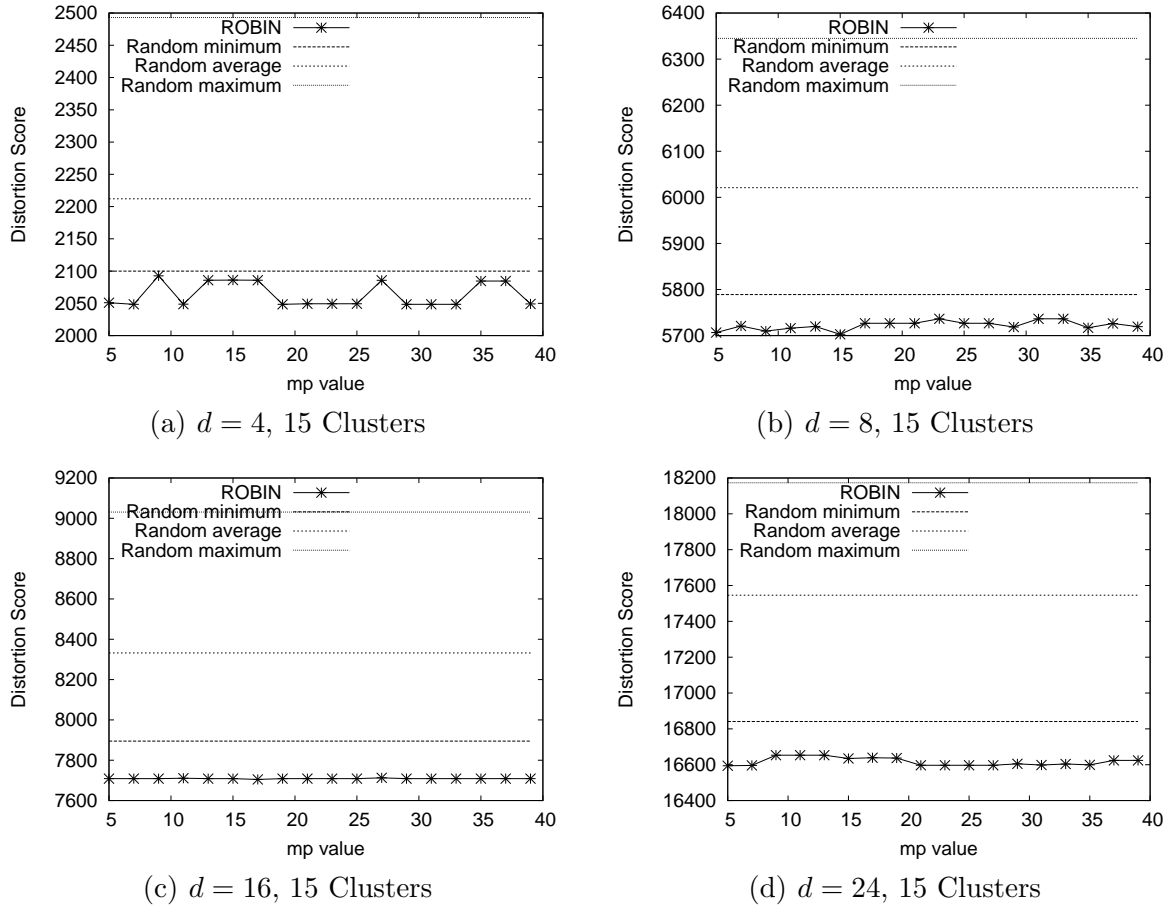 2500
2450
2400
2350
2300
2250
2200
2150
2100
2050
2000
Distortion Score
ROBIN
Random minimum
Random average
Random maximum
5 10 15 20 25 30 35 40
mp value
(a) d = 4, 15 Clusters
6400
6300
6200
6100
6000
5900
5800
5700
Distortion Score
ROBIN
Random minimum
Random average
Random maximum
5 10 15 20 25 30 35 40
mp value
(b) d = 8, 15 Clusters
9200
9000
8800
8600
8400
8200
8000
7800
7600
Distortion Score
ROBIN
Random minimum
Random average
Random maximum
5 10 15 20 25 30 35 40
mp value
(c) d = 16, 15 Clusters
18200
18000
17800
17600
17400
17200
17000
16800
16600
16400
Distortion Score
ROBIN
Random minimum
Random average
Random maximum
5 10 15 20 25 30 35 40
mp value
(d) d = 24, 15 Clusters